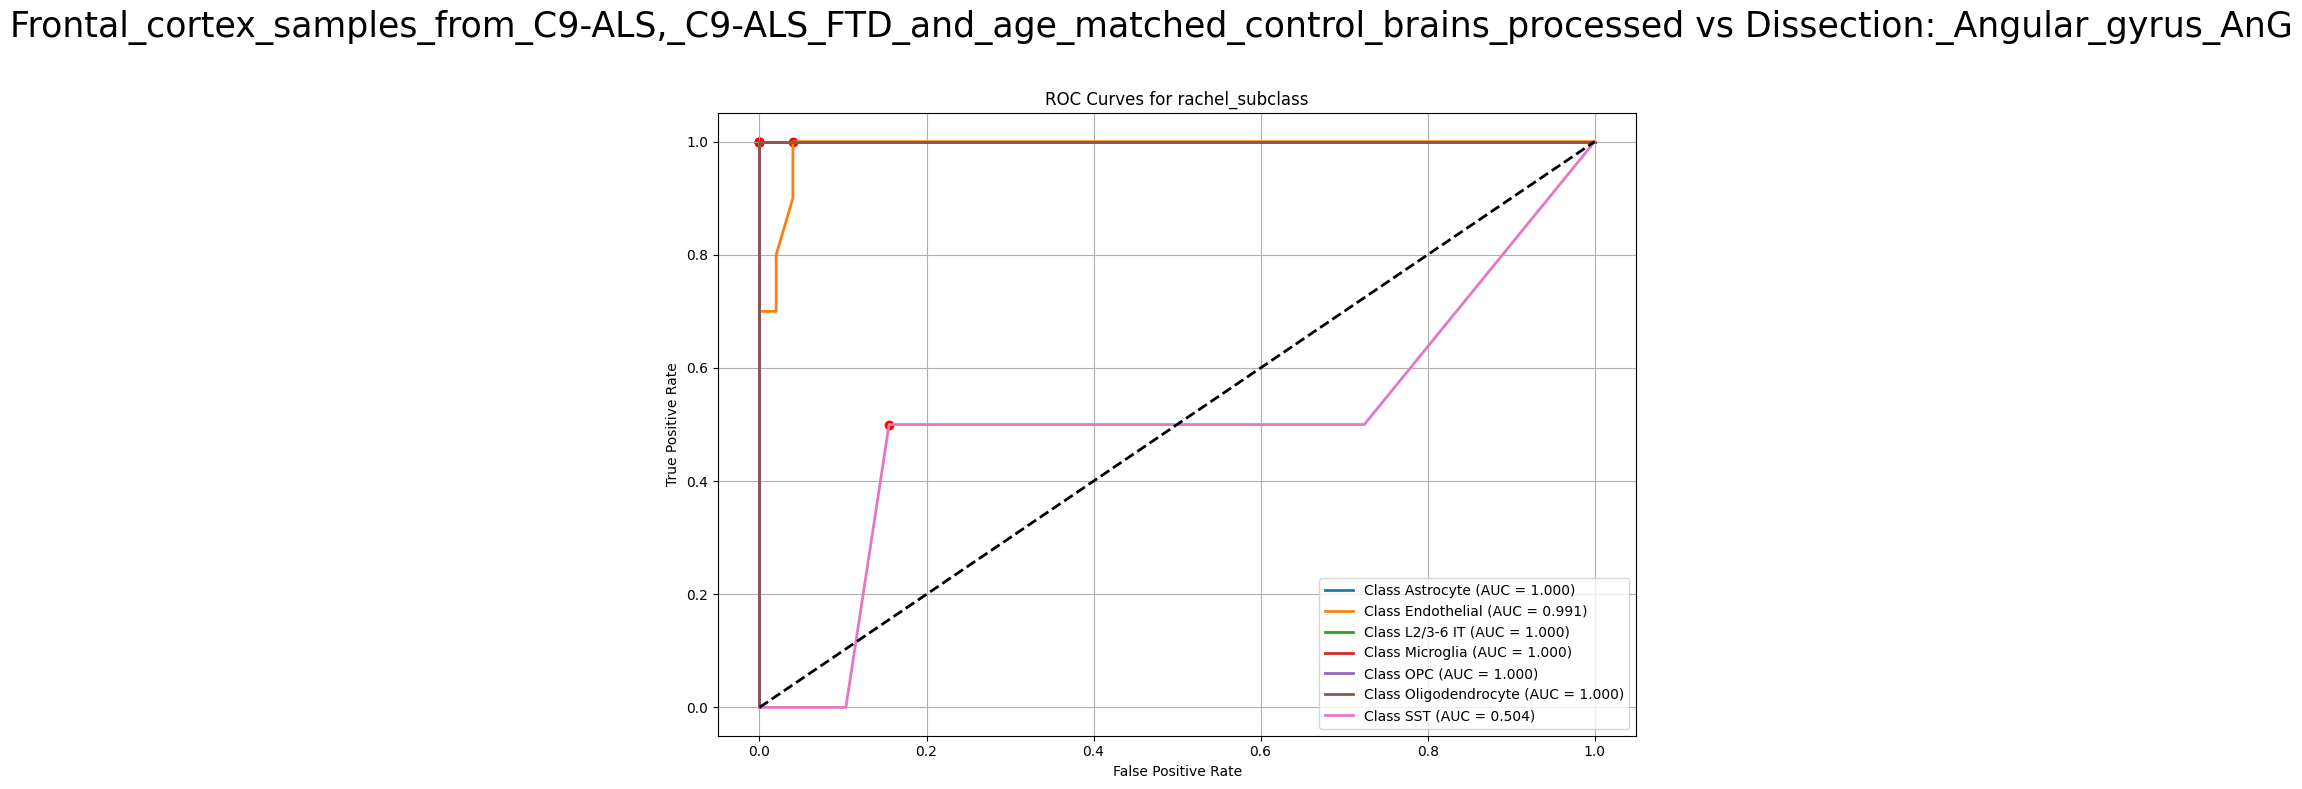 Frontal_cortex_samples_from_C9-ALS,_C9-ALS_FTD_and_age_matched_control_brains_processed vs Dissection:_Angular_gyrus_AnG
ROC Curves for rachel_subclass
True Positive Rate
1.0
0.8
0.6
0.4
0.2
0.0
Class Astrocyte (AUC = 1.000)
Class Endothelial (AUC = 0.991)
Class L2/3-6 IT (AUC = 1.000)
Class Microglia (AUC = 1.000)
Class OPC (AUC = 1.000)
Class Oligodendrocyte (AUC = 1.000)
Class SST (AUC = 0.504)
0.0 0.2 0.4 0.6 0.8 1.0
False Positive Rate